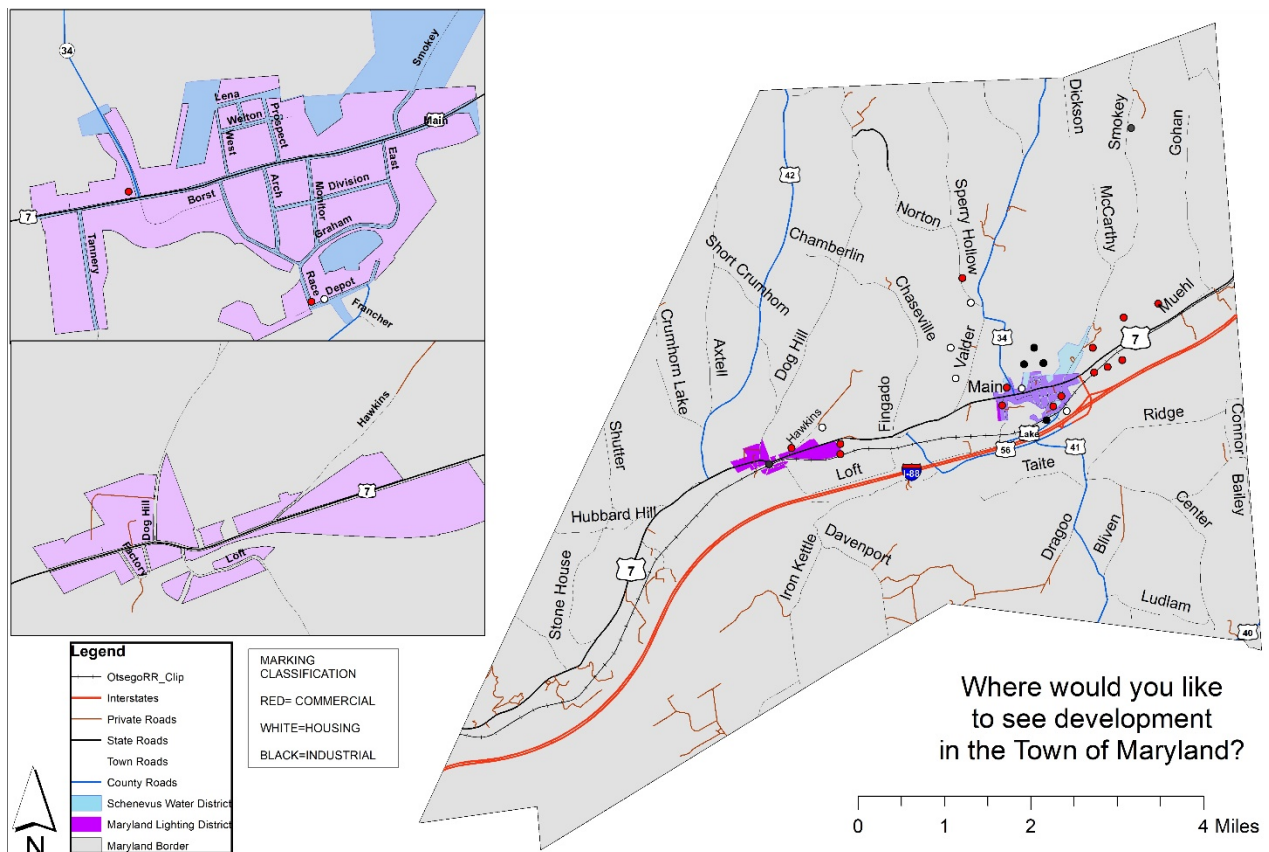 34
Smokey
Lena
Welton
Prospect
West
Main
East
Arch
Monitor
Division
Borst
Graham
7
Tannery
Race
Depot
Francher
Hawkins
7
Dog Hill
Factory
Loft
Legend
OtsegoRR_Clip
Interstates
Private Roads
State Roads
Town Roads
County Roads
Schenevus Water District
Maryland Lighting District
Maryland Border
N
MARKING
CLASSIFICATION
RED= COMMERCIAL
WHITE=HOUSING
BLACK=INDUSTRIAL
Dickson
Smokey
Gohan
42
Sperry Hollow
Norton
McCarthy
Chamberlin
Short Crumhorn
Chaseville
Muehl
Crumhorn Lake
Axtell
Dog Hill
Valder
34
7
Main
Fingado
Hawkins
Shutter
Lake
Ridge
Connor
56
41
Loft
I-88
Taite
Bailey
Center
Hubbard Hill
Davenport
Dragoo
Bliven
7
Iron Kettle
Stone House
Ludlam
40
Where would you like
to see development
in the Town of Maryland?
0 1 2 4 Miles